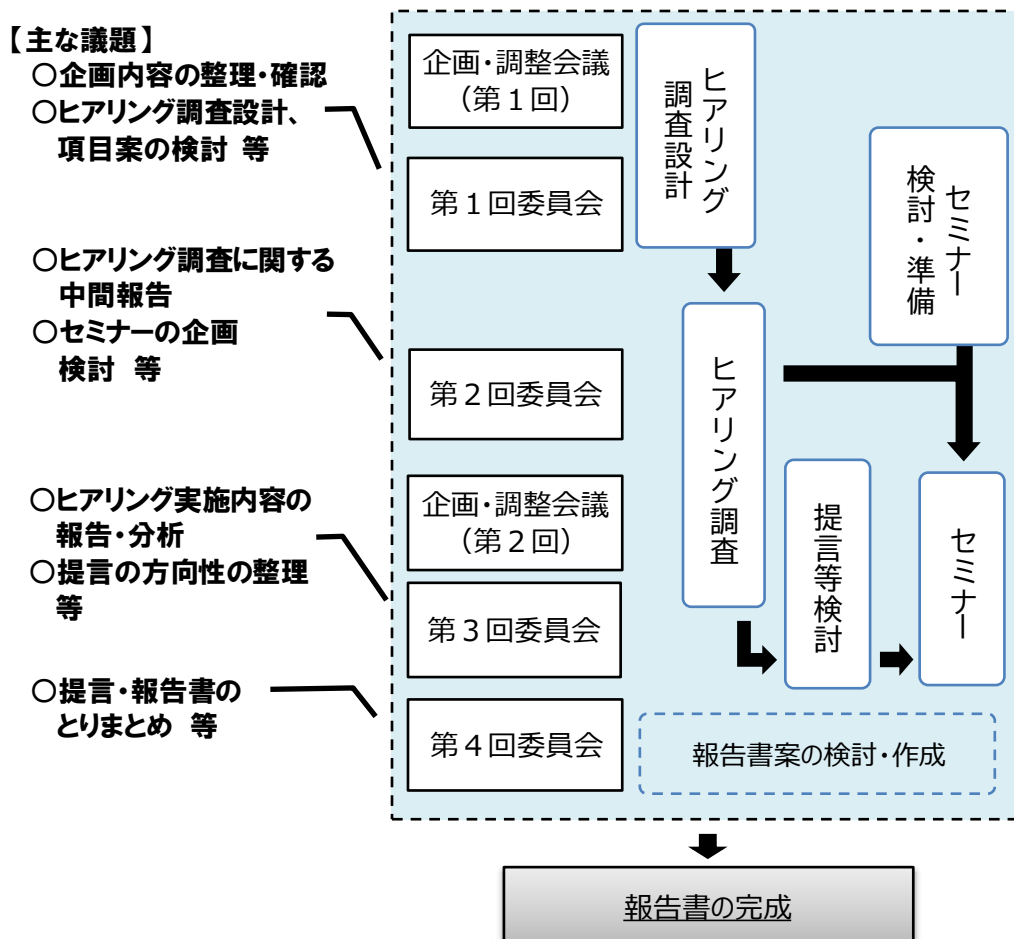 【主な議題】
〇企画内容の整理・確認
〇ヒアリング調査設計、
項目案の検討 等
〇ヒアリング調査に関する
中間報告
〇セミナーの企画
検討 等
〇ヒアリング実施内容の
報告・分析
〇提言の方向性の整理
等
〇提言・報告書の
とりまとめ 等
企画・調整会議
（第１回）
第１回委員会
第２回委員会
企画・調整会議
（第２回）
第３回委員会
第４回委員会
ヒアリング
調査設計
ヒアリング調査
セミナー
検討・準備
提言等検討
セミナー
報告書案の検討・作成
報告書の完成